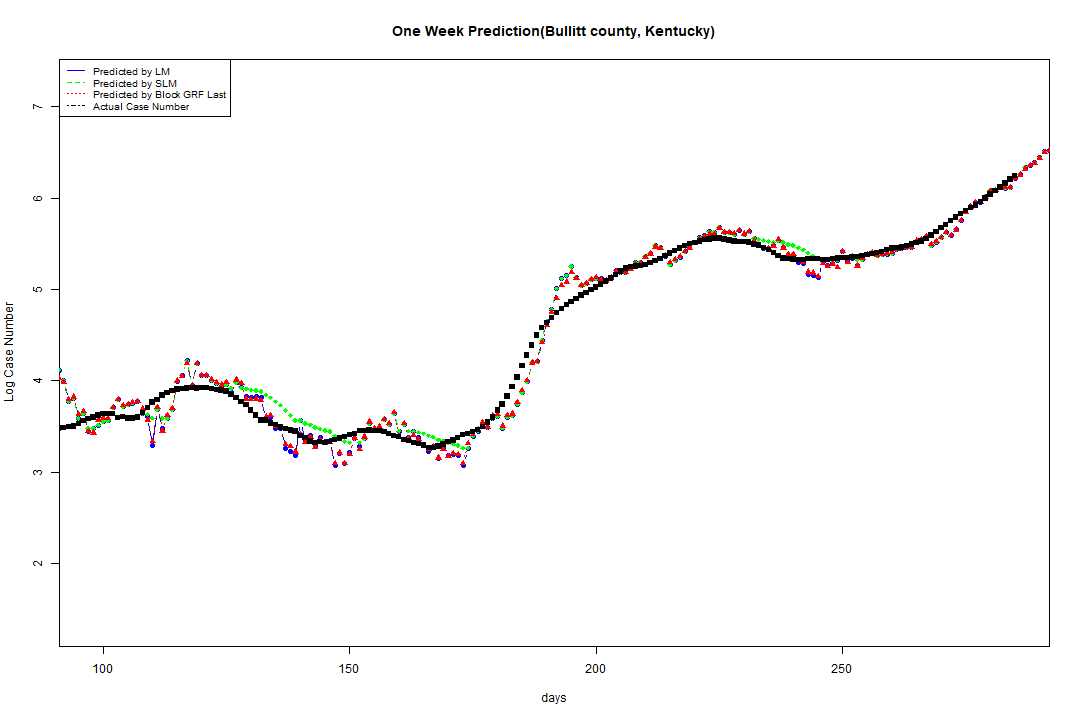 One Week Prediction(Bullitt county, Kentucky)
Predicted by LM
Predicted by SLM
Predicted by Block GRF Last
Actual Case Number
7
6
5
4
3
2
Log Case Number
100 150 200 250
days